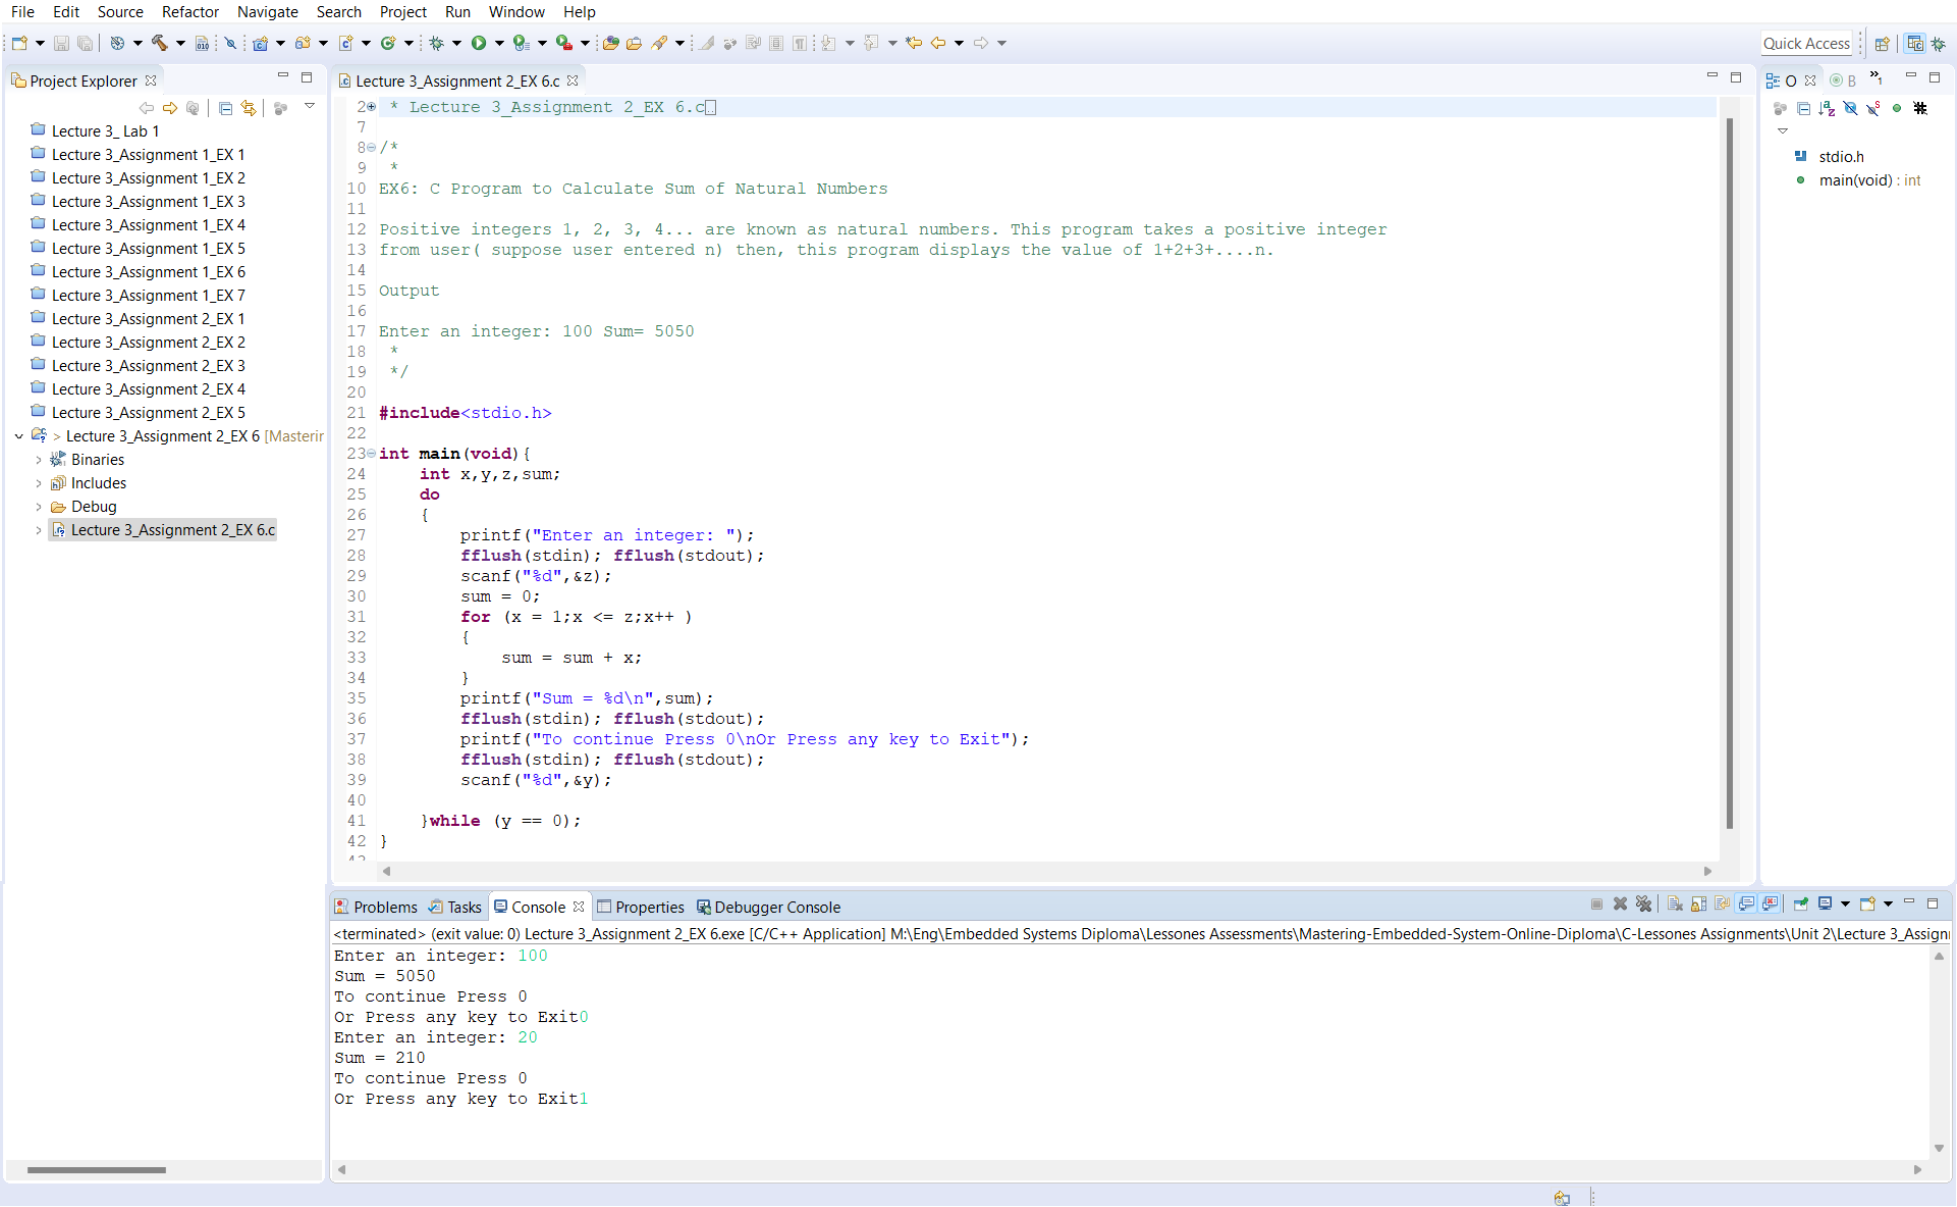 File Edit Source Refactor Navigate Search Project Run Window Help
Quick Access
Project Explorer
Lecture 3_ Lab 1
Lecture 3_Assignment 1_EX 1
Lecture 3_Assignment 1_EX 2
Lecture 3_Assignment 1_EX 3
Lecture 3_Assignment 1_EX 4
Lecture 3_Assignment 1_EX 5
Lecture 3_Assignment 1_EX 6
Lecture 3_Assignment 1_EX 7
Lecture 3_Assignment 2_EX 1
Lecture 3_Assignment 2_EX 2
Lecture 3_Assignment 2_EX 3
Lecture 3_Assignment 2_EX 4
Lecture 3_Assignment 2_EX 5
> Lecture 3_Assignment 2_EX 6 [Masterir
Binaries
Includes
Debug
Lecture 3_Assignment 2_EX 6.c
Lecture 3_Assignment 2_EX 6.c
2 * Lecture 3_Assignment 2_EX 6.c
7
8 /*
9 *
10 EX6: C Program to Calculate Sum of Natural Numbers
11
12 Positive integers 1, 2, 3, 4... are known as natural numbers. This program takes a positive integer
13 from user( suppose user entered n) then, this program displays the value of 1+2+3+....n.
14
15 Output
16
17 Enter an integer: 100 Sum= 5050
18 *
19 */
20
21 #include<stdio.h>
22
23 int main(void){
24 int x,y,z,sum;
25 do
26 {
27 printf("Enter an integer: ");
28 fflush(stdin); fflush(stdout);
29 scanf("%d",&z);
30 sum = 0;
31 for (x = 1;x <= z;x++ )
32 {
33 sum = sum + x;
34 }
35 printf("Sum = %d\n",sum);
36 fflush(stdin); fflush(stdout);
37 printf("To continue Press 0\nOr Press any key to Exit");
38 fflush(stdin); fflush(stdout);
39 scanf("%d",&y);
40
41 }while (y == 0);
42 }
O B
stdio.h
main(void) : int
Problems Tasks Console Properties Debugger Console
<terminated> (exit value: 0) Lecture 3_Assignment 2_EX 6.exe [C/C++ Application] M:\Eng\Embedded Systems Diploma\Lessones Assessments\Mastering-Embedded-System-Online-Diploma\C-Lessones Assignments\Unit 2\Lecture 3_Assign
Enter an integer: 100
Sum = 5050
To continue Press 0
Or Press any key to Exit0
Enter an integer: 20
Sum = 210
To continue Press 0
Or Press any key to Exit1